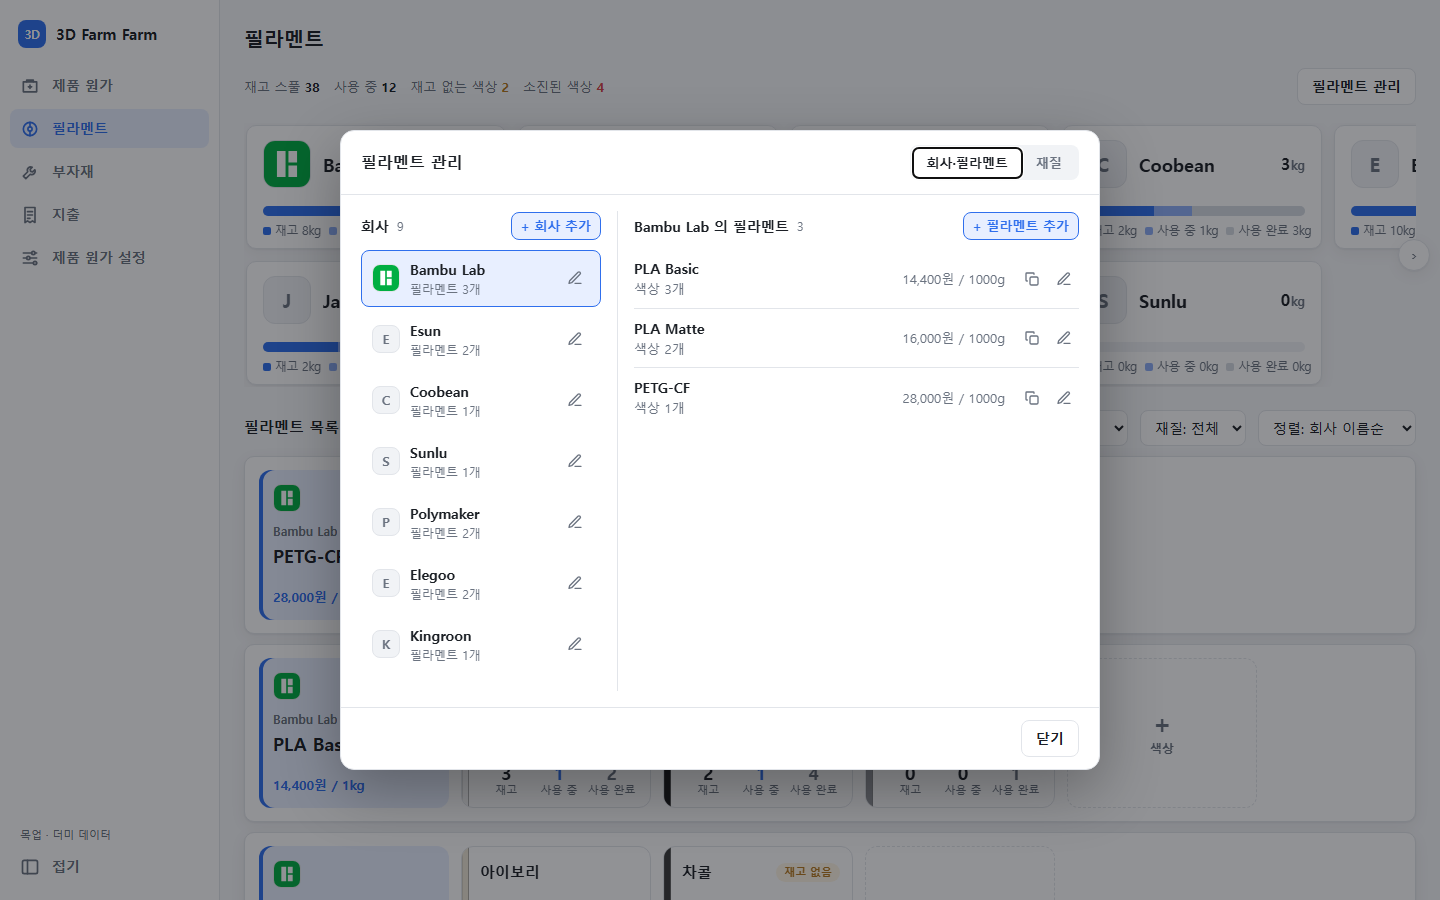 3D 3D Farm Farm
제품 원가
필라멘트
부자재
지출
제품 원가 설정
목업 · 더미 데이터
접기
필라멘트
재고 스풀 38 사용 중 12 재고 없는 색상 2 소진된 색상 4
필라멘트 관리
재고 8kg
C Coobean 3kg
재고 2kg 사용 중 1kg 사용 완료 3kg
E
재고 10kg
J
재고 2kg
S Sunlu 0kg
재고 0kg 사용 중 0kg 사용 완료 0kg
필라멘트 목록
재질: 전체
정렬: 회사 이름순
Bambu Lab
PETG-CF
28,000원 /
Bambu Lab
PLA Bas
14,400원 / 1kg
3 1 2
재고 사용 중 사용 완료
2 1 4
재고 사용 중 사용 완료
0 0 1
재고 사용 중 사용 완료
+
색상
아이보리
차콜 재고 없음
필라멘트 관리
회사·필라멘트 재질
회사 9
+ 회사 추가
Bambu Lab
필라멘트 3개
E Esun
필라멘트 2개
C Coobean
필라멘트 1개
S Sunlu
필라멘트 1개
P Polymaker
필라멘트 2개
E Elegoo
필라멘트 2개
K Kingroon
필라멘트 1개
Bambu Lab 의 필라멘트 3
+ 필라멘트 추가
PLA Basic
색상 3개
14,400원 / 1000g
PLA Matte
색상 2개
16,000원 / 1000g
PETG-CF
색상 1개
28,000원 / 1000g
닫기